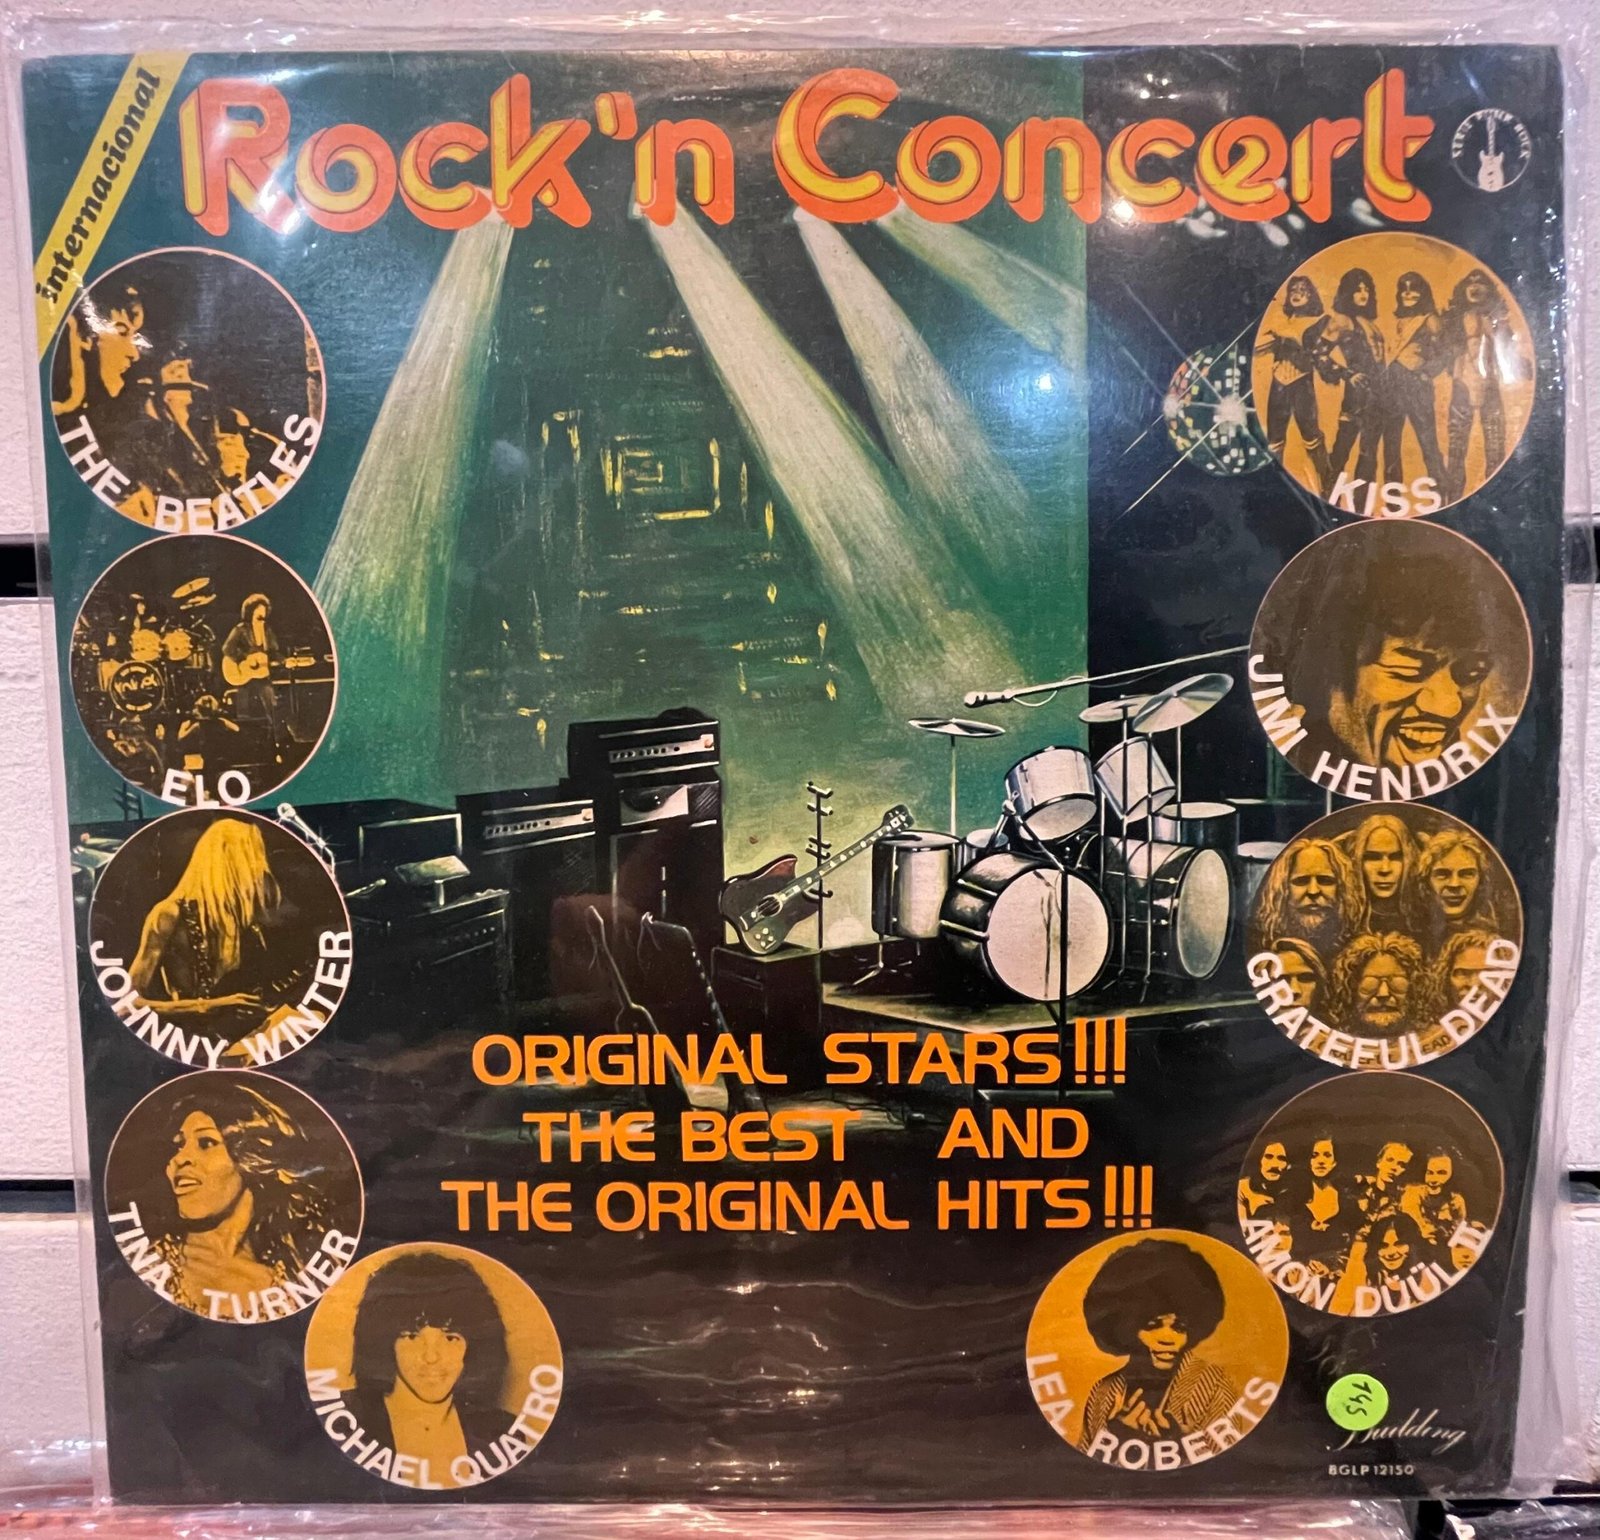 internacional
Rock'n Concert
THE BEATLES
KISS
ELO
JIMI HENDRIX
JOHNNY WINTER
GRATEFUL DEAD
ORIGINAL STARS!!!
THE BEST AND
THE ORIGINAL HITS!!!
TINA TURNER
AMON DÜÜL II
MICHAEL QUATRO
LEA ROBERTS
145
Building
BGLP 12150